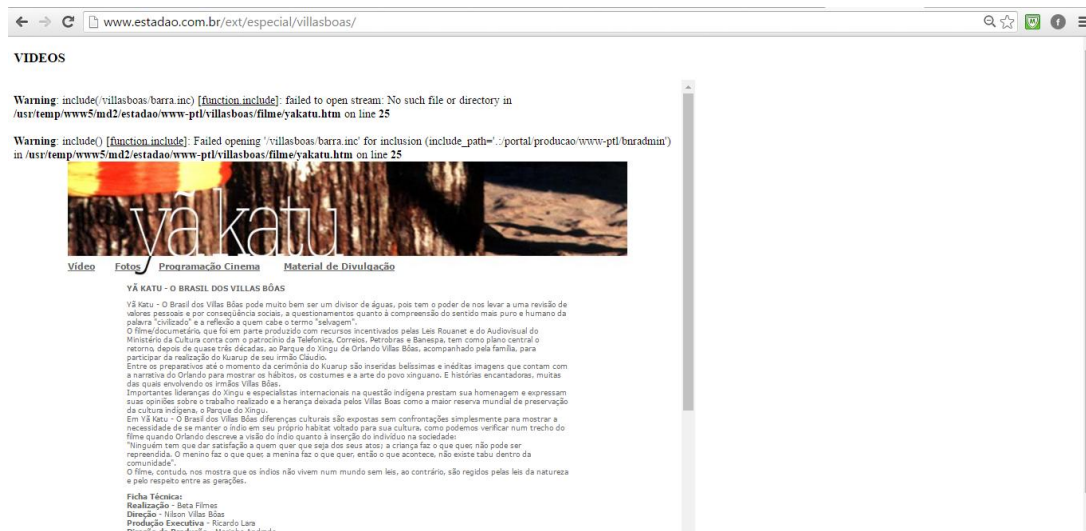 www.estadao.com.br/ext/especial/villasboas/
VIDEOS
Warning: include(/villasboas/barra.inc) [function.include]: failed to open stream: No such file or directory in
/usr/temp/www5/md2/estadao/www-ptl/villasboas/filme/yakatu.htm on line 25
Warning: include() [function.include]: Failed opening '/villasboas/barra.inc' for inclusion (include_path='.:/portal/producao/www-ptl/bnradmin')
in /usr/temp/www5/md2/estadao/www-ptl/villasboas/filme/yakatu.htm on line 25
yã katu
Vídeo Fotos Programação Cinema Material de Divulgação
YÃ KATU - O BRASIL DOS VILLAS BÔAS
Yã Katu - O Brasil dos Villas Bôas pode muito bem ser um divisor de águas, pois tem o poder de nos levar a uma revisão de
valores pessoais e por conseqüência sociais, a questionamentos quanto à compreensão do sentido mais puro e humano da
palavra "civilizado" e a reflexão a quem cabe o termo "selvagem".
O filme/documetário, que foi em parte produzido com recursos incentivados pelas Leis Rouanet e do Audiovisual do
Ministério da Cultura conta com o patrocínio da Telefonica, Correios, Petrobras e Banespa, tem como plano central o
retorno, depois de quase três décadas, ao Parque do Xingu de Orlando Villas Bôas, acompanhado pela família, para
participar da realização do Kuarup de seu irmão Cláudio.
Entre os preparativos até o momento da cerimônia do Kuarup são inseridas belíssimas e inéditas imagens que contam com
a narrativa do Orlando para mostrar os hábitos, os costumes e a arte do povo xinguano. E histórias encantadoras, muitas
das quais envolvendo os irmãos Villas Bôas.
Importantes lideranças do Xingu e especialistas internacionais na questão indígena prestam sua homenagem e expressam
suas opiniões sobre o trabalho realizado e a herança deixada pelos Villas Boas como a maior reserva mundial de preservação
da cultura indígena, o Parque do Xingu.
Em Yã Katu - O Brasil dos Villas Bôas diferenças culturais são expostas sem confrontações simplesmente para mostrar a
necessidade de se manter o índio em seu próprio habitat voltado para sua cultura, como podemos verificar num trecho do
filme quando Orlando descreve a visão do índio quanto à inserção do indivíduo na sociedade:
"Ninguém tem que dar satisfação a quem quer que seja dos seus atos; a criança faz o que quer, não pode ser
repreendida. O menino faz o que quer, a menina faz o que quer, então o que acontece, não existe tabu dentro da
comunidade".
O filme, contudo, nos mostra que os índios não vivem num mundo sem leis, ao contrário, são regidos pelas leis da natureza
e pelo respeito entre as gerações.
Ficha Técnica:
Realização - Beta Filmes
Direção - Nilson Villas Bôas
Produção Executiva - Ricardo Lara